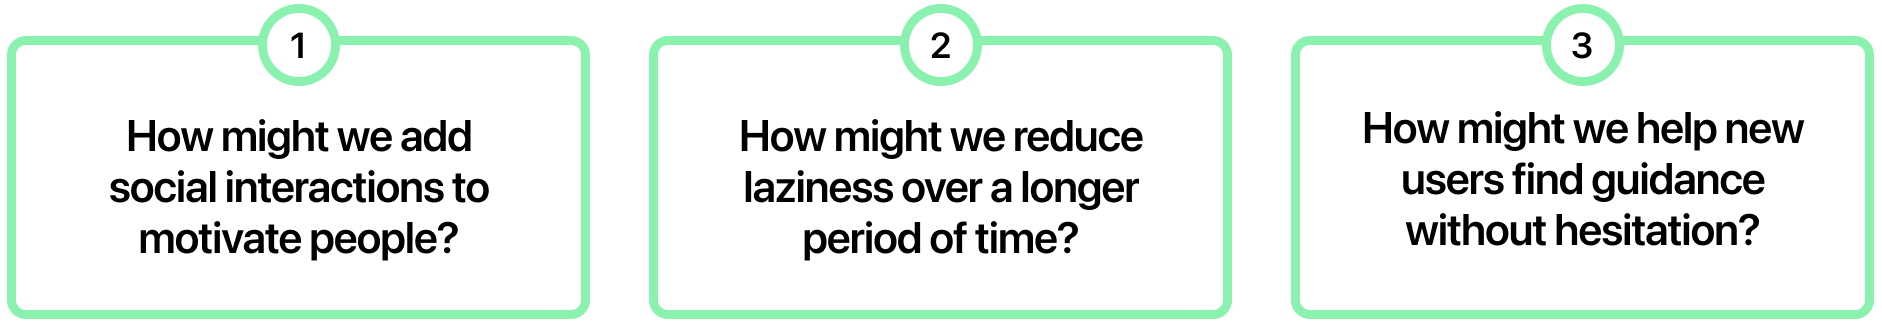 1
How might we add
social interactions to
motivate people?
2
How might we reduce
laziness over a longer
period of time?
3
How might we help new
users find guidance
without hesitation?